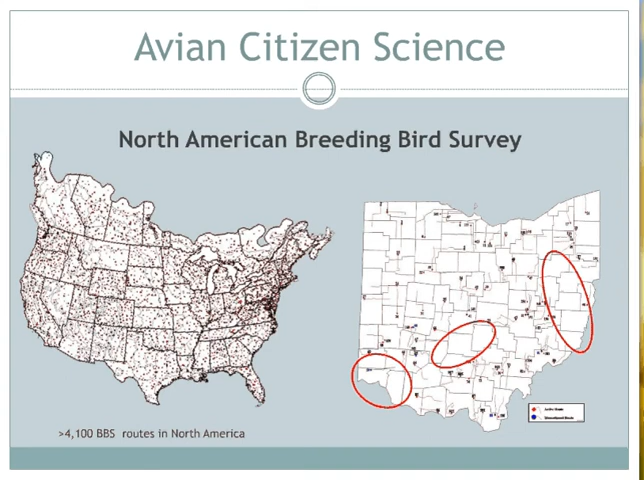 Avian Citizen Science
North American Breeding Bird Survey
>4,100 BBS routes in North America